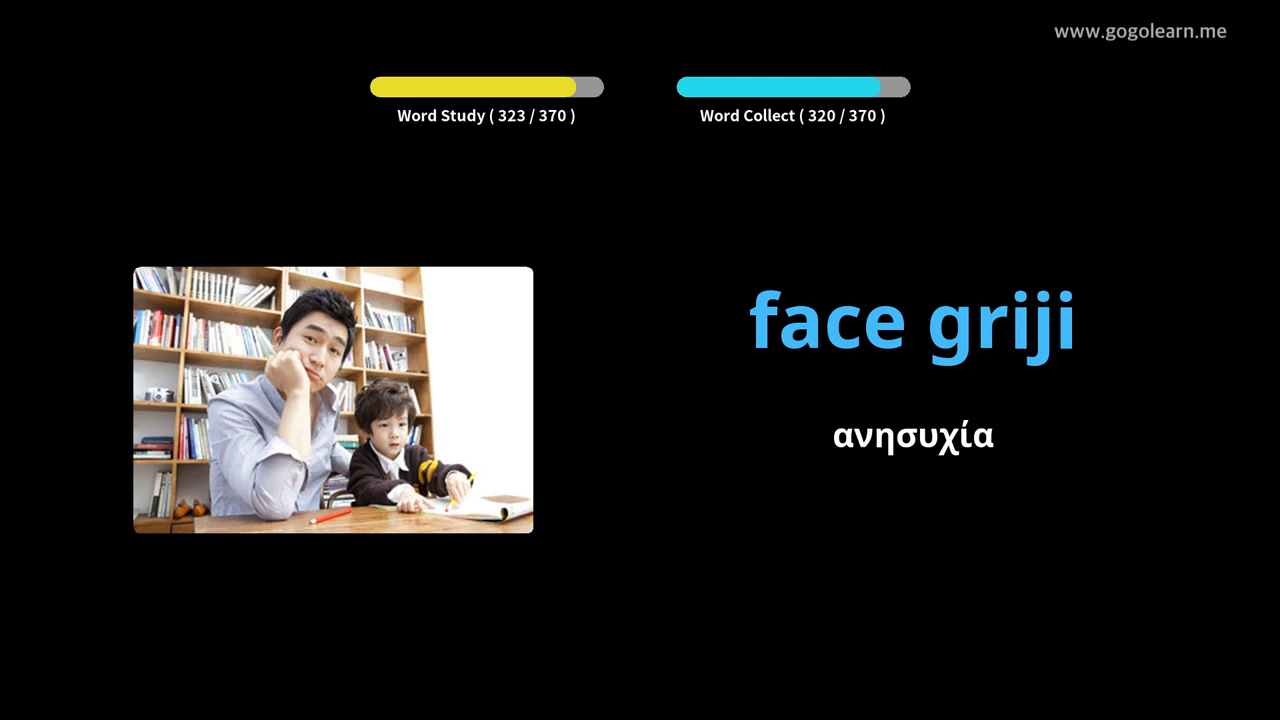 www.gogolearn.me
Word Study ( 323 / 370 )
Word Collect ( 320 / 370 )
face griji
ανησυχία